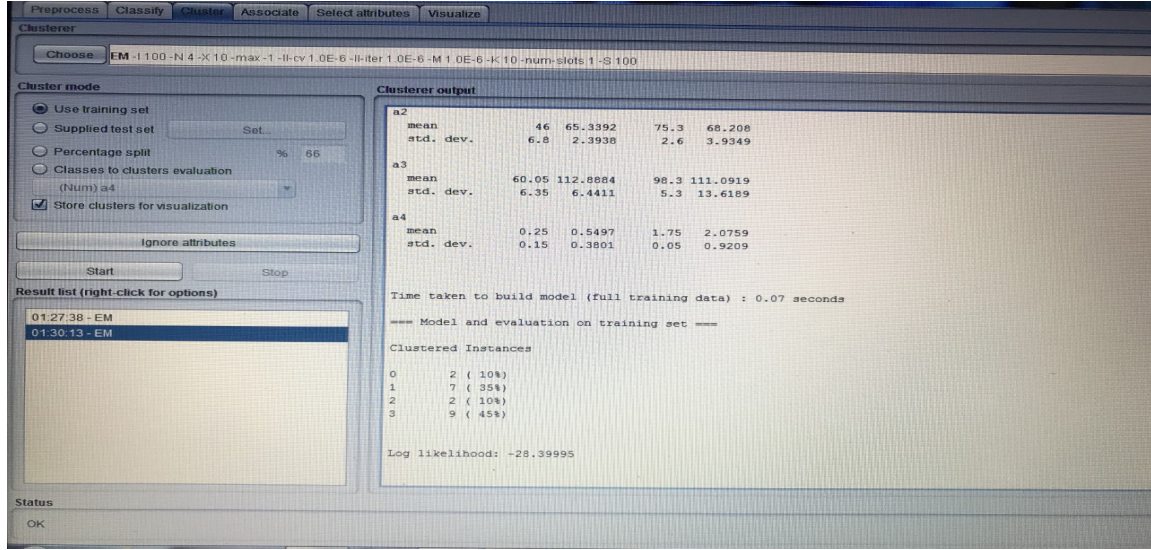 Preprocess Classify Cluster Associate Select attributes Visualize
Clusterer
Choose EM -I 100 -N 4 -X 10 -max -1 -ll-cv 1.0E-6 -ll-iter 1.0E-6 -M 1.0E-6 -K 10 -num-slots 1 -S 100
Cluster mode
Use training set
Supplied test set Set...
Percentage split % 66
Classes to clusters evaluation
(Num) a4
Store clusters for visualization
Ignore attributes
Start Stop
Result list (right-click for options)
01:27:38 - EM
01:30:13 - EM
Clusterer output
a2
mean 46 65.3392 75.3 68.208
std. dev. 6.8 2.3938 2.6 3.9349
a3
mean 60.05 112.8884 98.3 111.0919
std. dev. 6.35 6.4411 5.3 13.6189
a4
mean 0.25 0.5497 1.75 2.0759
std. dev. 0.15 0.3801 0.05 0.9209
Time taken to build model (full training data) : 0.07 seconds
=== Model and evaluation on training set ===
Clustered Instances
0 2 ( 10%)
1 7 ( 35%)
2 2 ( 10%)
3 9 ( 45%)
Log likelihood: -28.39995
Status
OK